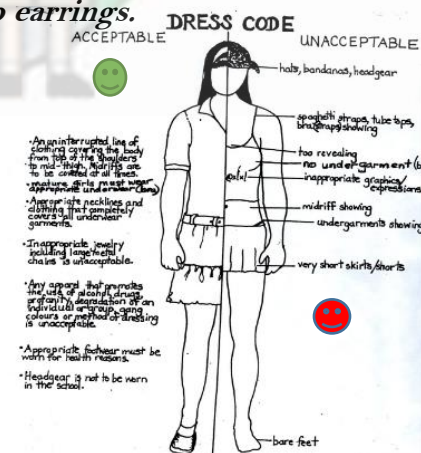 earrings.
DRESS CODE
ACCEPTABLE
UNACCEPTABLE
hats, bandanas, headgear
spaghetti straps, tube tops,
bra straps showing
too revealing
no undergarment
inappropriate graphics/
expressions
midriff showing
undergarments showing
very short skirts/shorts
bare feet
• An uninterrupted line of
clothing covering the body
from top of the shoulders
to mid-thigh. Midriffs are
to be covered at all times.
• mature girls must wear
appropriate underwear
• Appropriate necklines and
clothing that completely
covers all underwear
garments.
• Inappropriate jewelry
including large metal
chains is unacceptable.
• Any apparel that promotes
the use of alcohol, drugs,
profanity, degradation of an
individual or group, gang
colours or method of dressing
is unacceptable.
• Appropriate footwear must be
worn for health reasons.
• Headgear is not to be worn
in the school.